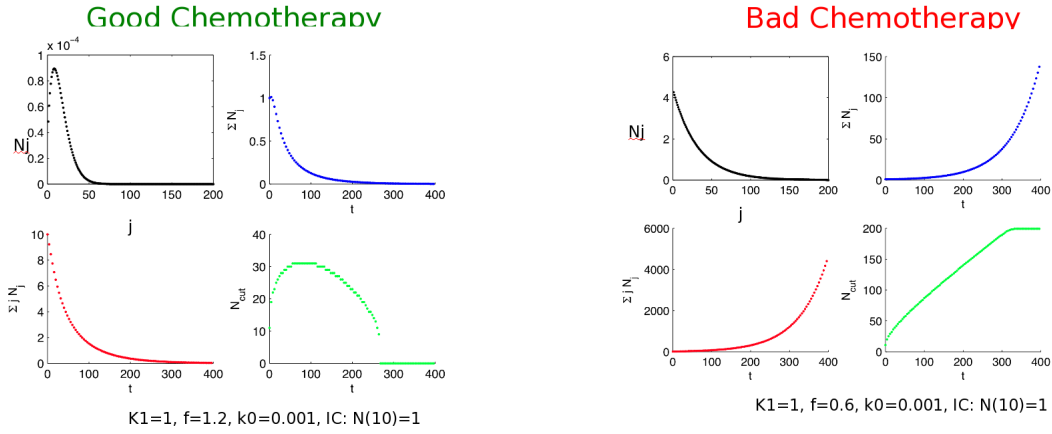 Good Chemotherapy
x 10⁻⁴
1
0.8
0.6
0.4
0.2
0
Nj
0 50 100 150 200
j
1.5
1
0.5
0
Σ Nj
0 100 200 300 400
t
10
8
6
4
2
0
Σ j Nj
0 100 200 300 400
t
40
30
20
10
0
Ncut
0 100 200 300 400
t
K1=1, f=1.2, k0=0.001, IC: N(10)=1
Bad Chemotherapy
6
4
2
0
Nj
0 50 100 150 200
j
150
100
50
0
Σ Nj
0 100 200 300 400
t
6000
4000
2000
0
Σ j Nj
0 100 200 300 400
t
200
150
100
50
0
Ncut
0 100 200 300 400
t
K1=1, f=0.6, k0=0.001, IC: N(10)=1